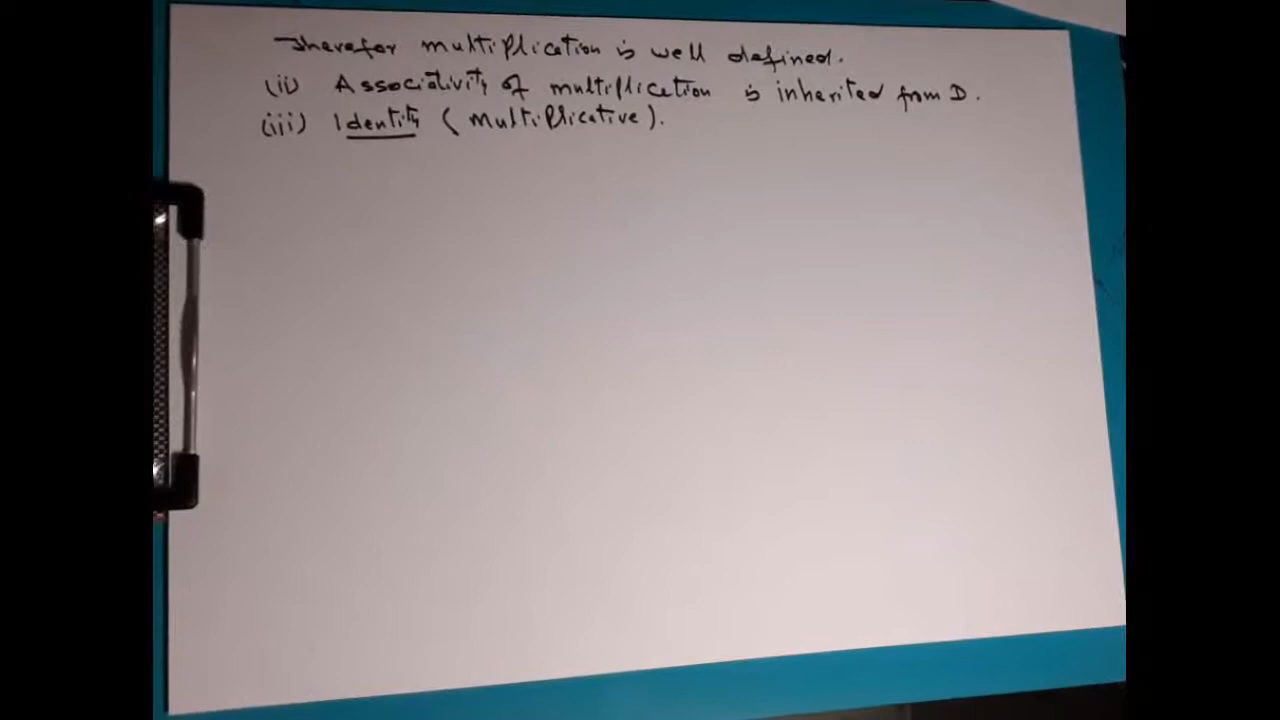 Therefor multiplication is well defined.
(ii) Associativity of multiplication is inherited from D.
(iii) Identity (multiplicative).